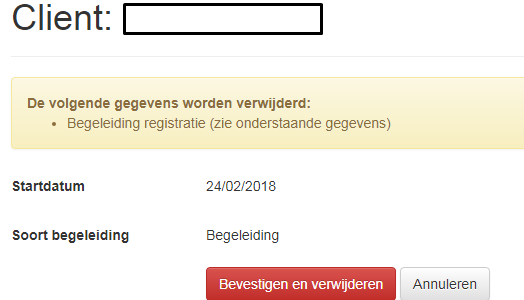 Client:
De volgende gegevens worden verwijderd:
• Begeleiding registratie (zie onderstaande gegevens)
Startdatum 24/02/2018
Soort begeleiding Begeleiding
Bevestigen en verwijderen Annuleren